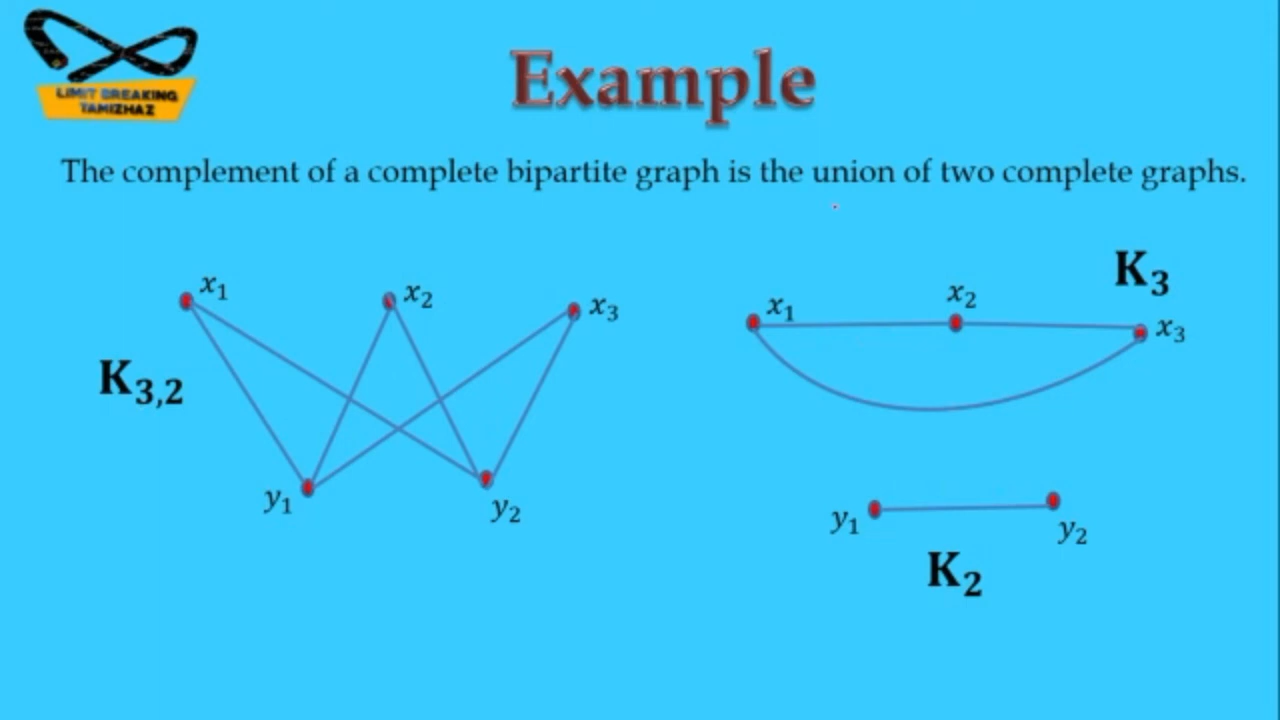 LIMIT BREAKING
TAMIZHAZ
Example
The complement of a complete bipartite graph is the union of two complete graphs.
x₁ x₂ x₃
K₃,₂
y₁ y₂
K₃
x₁ x₂ x₃
y₁ y₂
K₂